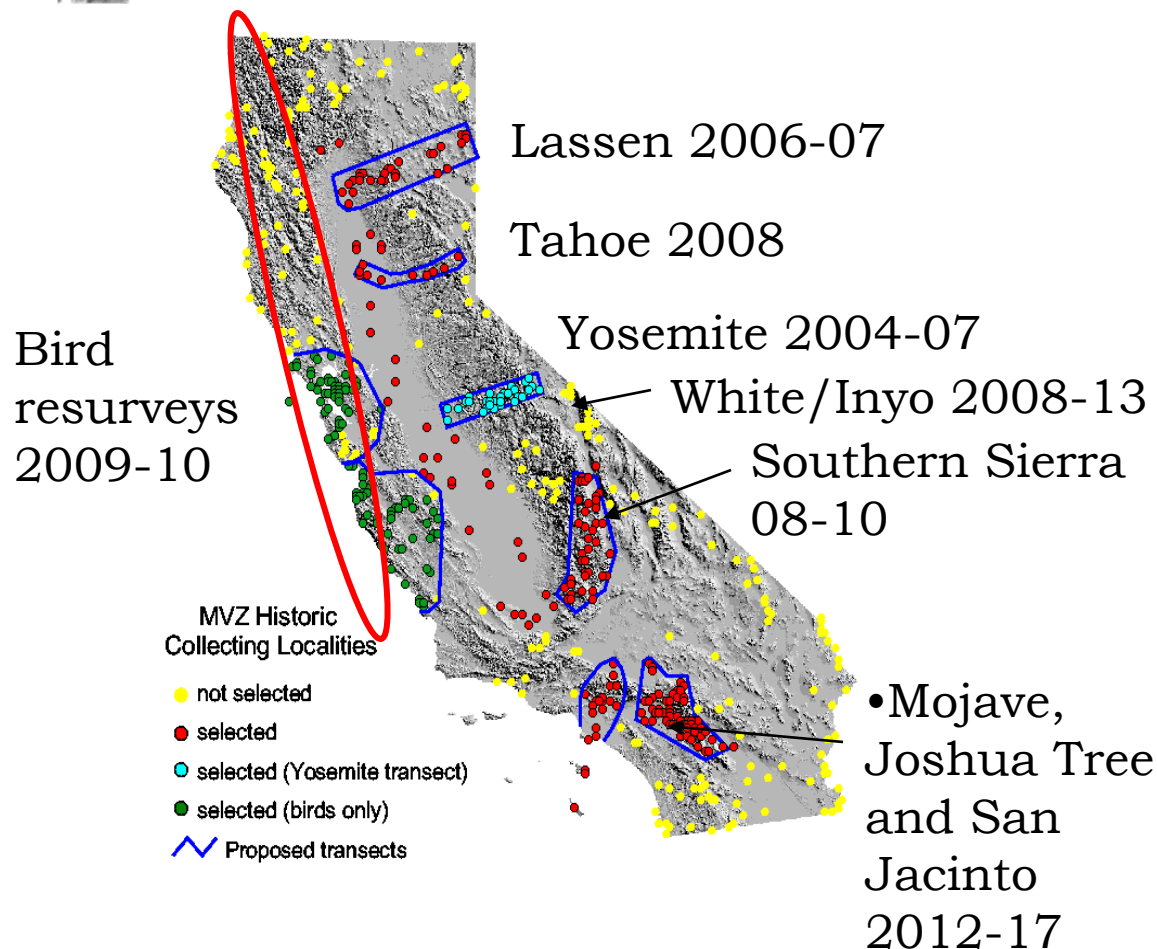 Lassen 2006-07
Tahoe 2008
Yosemite 2004-07
White/Inyo 2008-13
Southern Sierra
08-10
Bird
resurveys
2009-10
MVZ Historic
Collecting Localities
not selected
selected
selected (Yosemite transect)
selected (birds only)
Proposed transects
•Mojave,
Joshua Tree
and San
Jacinto
2012-17